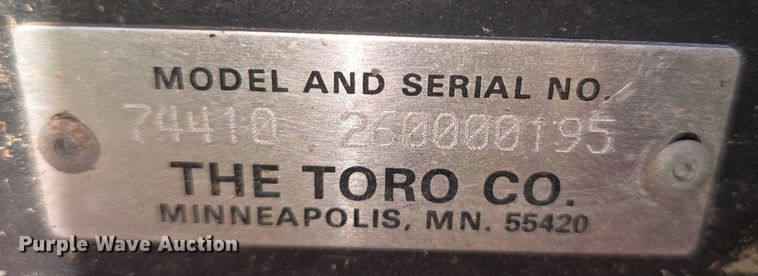 MODEL AND SERIAL NO.
74410 260000195
THE TORO CO.
MINNEAPOLIS, MN. 55420
Purple Wave Auction